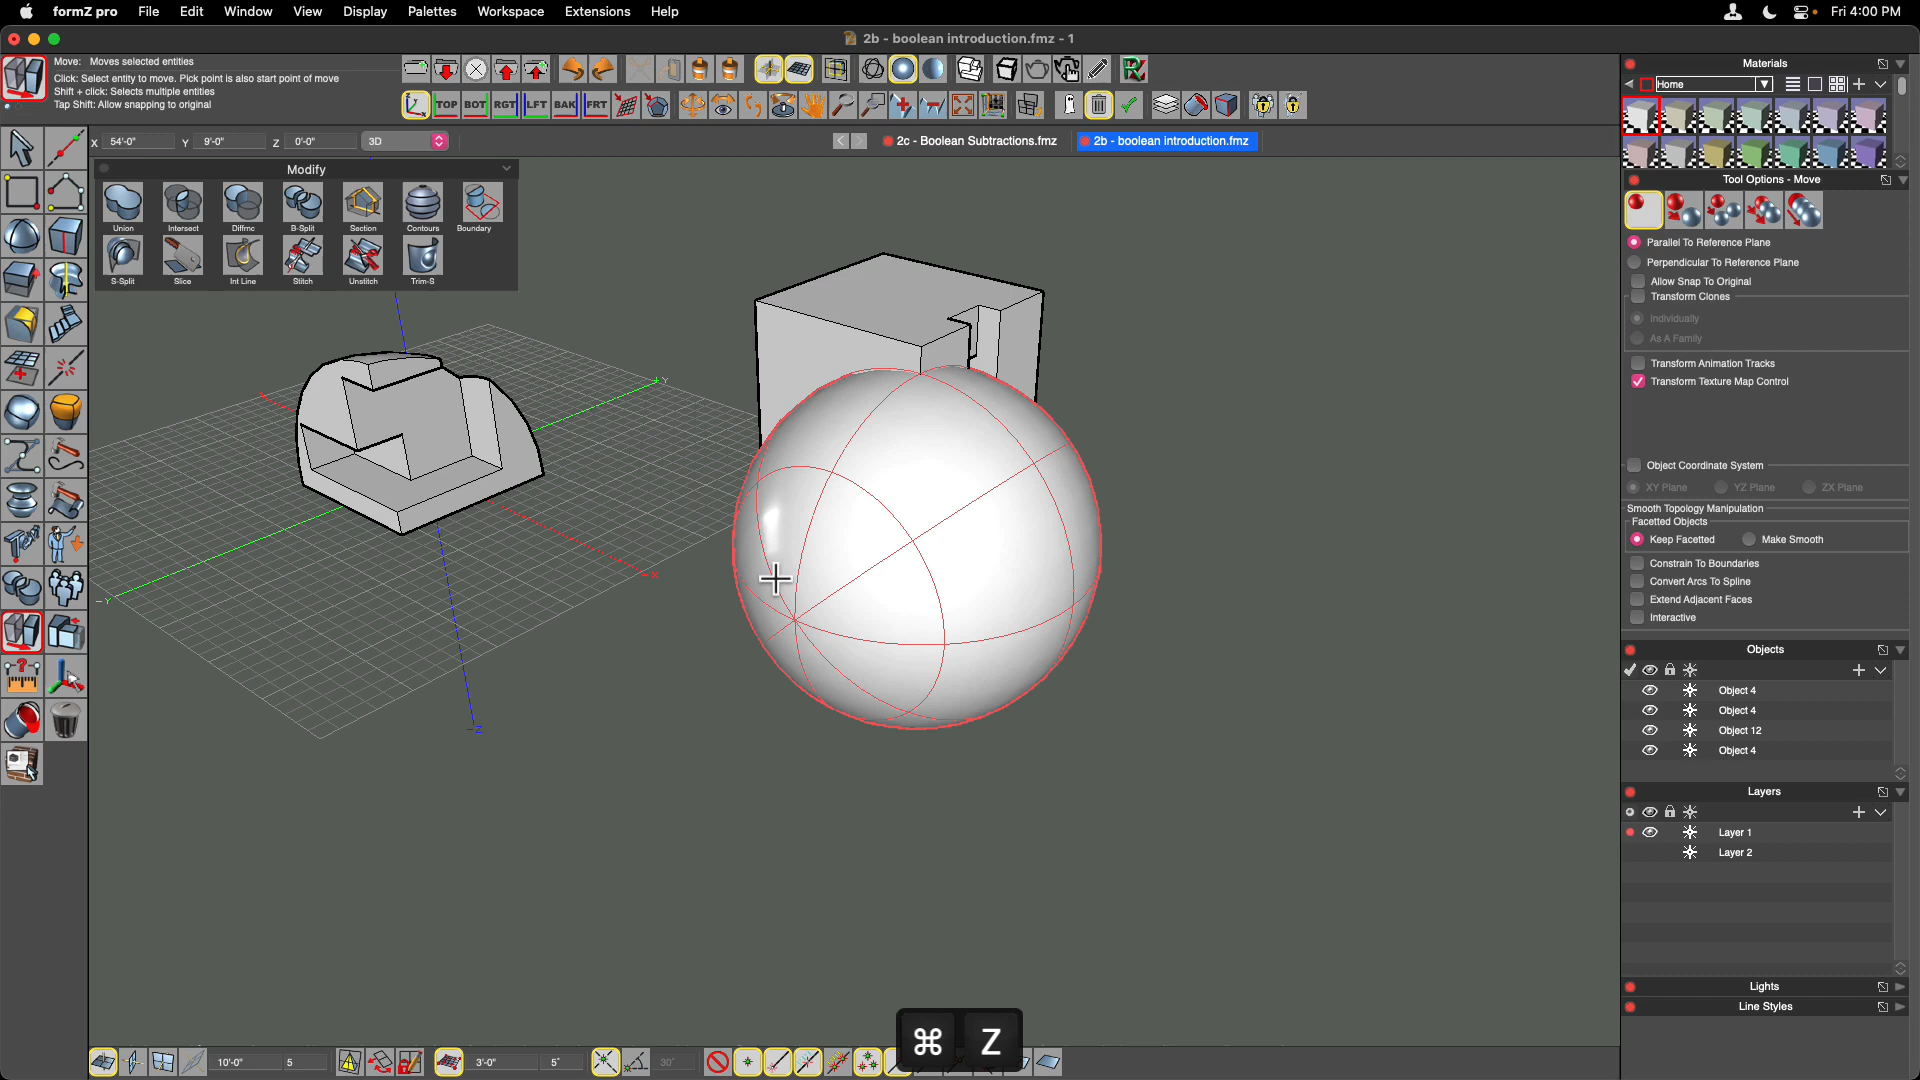 formZ pro File Edit Window View Display Palettes Workspace Extensions Help
Fri 4:00 PM
2b - boolean introduction.fmz - 1
Move: Moves selected entities
Click: Select entity to move. Pick point is also start point of move
Shift + click: Selects multiple entities
Tap Shift: Allow snapping to original
TOP BOT RGT LFT BAK FRT
X 54'-0" Y 9'-0" Z 0'-0" 3D
2c - Boolean Subtractions.fmz
2b - boolean introduction.fmz
Modify
Union Intersect Diffrnc B-Split Section Contours Boundary
S-Split Slice Int Line Stitch Unstitch Trim-S
Y
X
-Y
-Z
Materials
Home
Tool Options - Move
Parallel To Reference Plane
Perpendicular To Reference Plane
Allow Snap To Original
Transform Clones
Individually
As A Family
Transform Animation Tracks
Transform Texture Map Control
Object Coordinate System
XY Plane YZ Plane ZX Plane
Smooth Topology Manipulation
Facetted Objects
Keep Facetted Make Smooth
Constrain To Boundaries
Convert Arcs To Spline
Extend Adjacent Faces
Interactive
Objects
Object 4
Object 4
Object 12
Object 4
Layers
Layer 1
Layer 2
Lights
Line Styles
⌘ Z
10'-0" 5 3'-0" 5° 30°